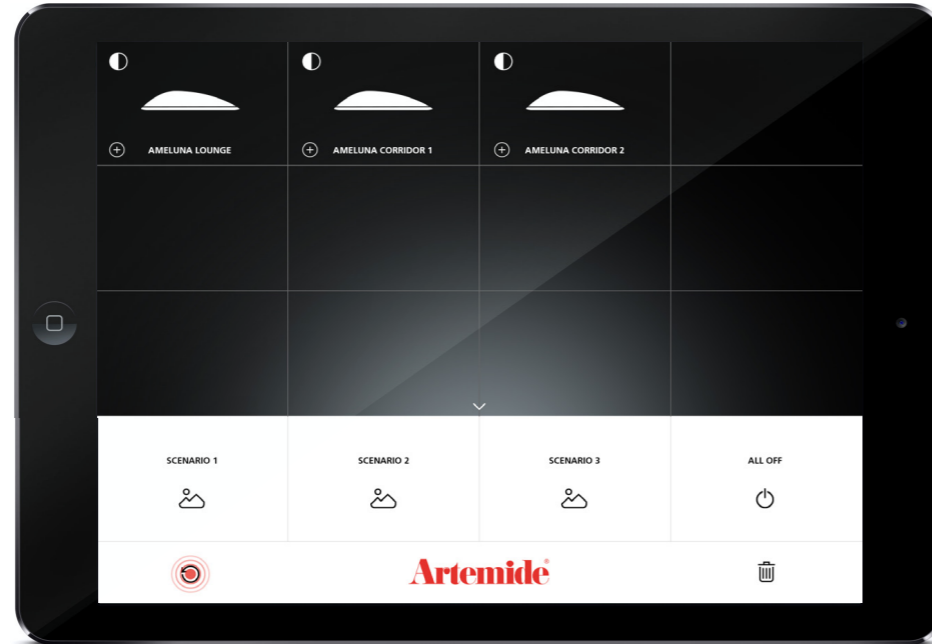 AMELUNA LOUNGE
AMELUNA CORRIDOR 1
AMELUNA CORRIDOR 2
SCENARIO 1
SCENARIO 2
SCENARIO 3
ALL OFF
Artemide®